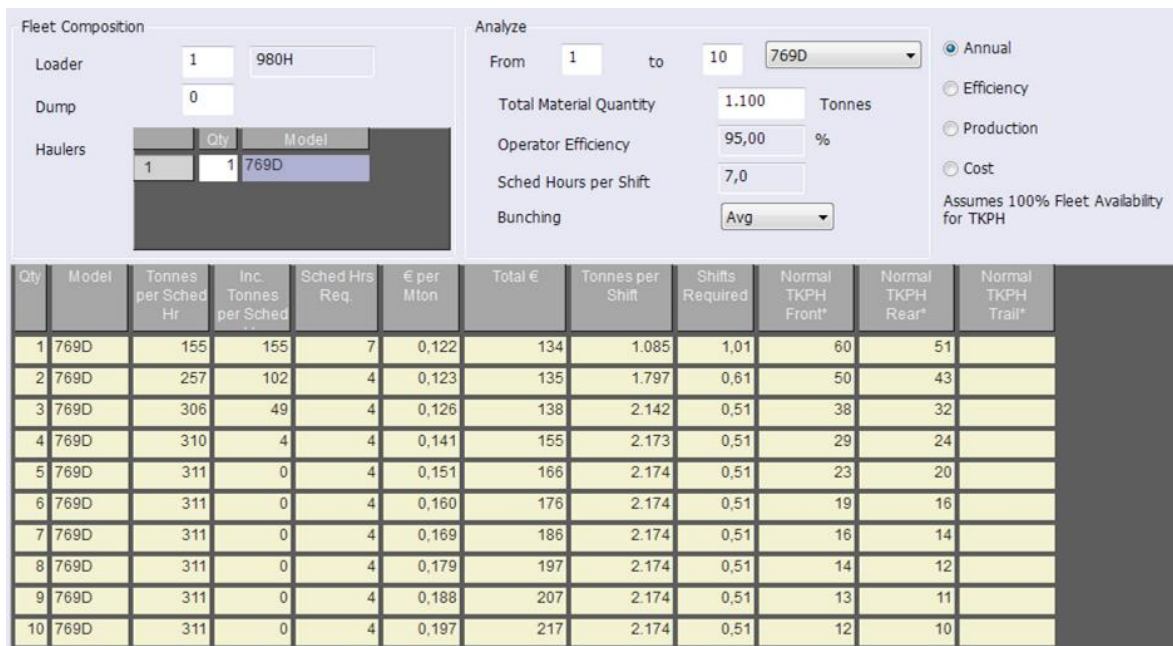 Fleet Composition
Loader 1 980H
Dump 0
Haulers
Qty Model
1 1 769D
Analyze
From 1 to 10 769D
Total Material Quantity 1.100 Tonnes
Operator Efficiency 95,00 %
Sched Hours per Shift 7,0
Bunching Avg
Annual
Efficiency
Production
Cost
Assumes 100% Fleet Availability
for TKPH
Qty Model Tonnes per Sched Hr Inc. Tonnes per Sched Sched Hrs Req. € per Mton Total € Tonnes per Shift Shifts Required Normal TKPH Front* Normal TKPH Rear* Normal TKPH Trail*
1 769D 155 155 7 0,122 134 1.085 1,01 60 51
2 769D 257 102 4 0,123 135 1.797 0,61 50 43
3 769D 306 49 4 0,126 138 2.142 0,51 38 32
4 769D 310 4 4 0,141 155 2.173 0,51 29 24
5 769D 311 0 4 0,151 166 2.174 0,51 23 20
6 769D 311 0 4 0,160 176 2.174 0,51 19 16
7 769D 311 0 4 0,169 186 2.174 0,51 16 14
8 769D 311 0 4 0,179 197 2.174 0,51 14 12
9 769D 311 0 4 0,188 207 2.174 0,51 13 11
10 769D 311 0 4 0,197 217 2.174 0,51 12 10